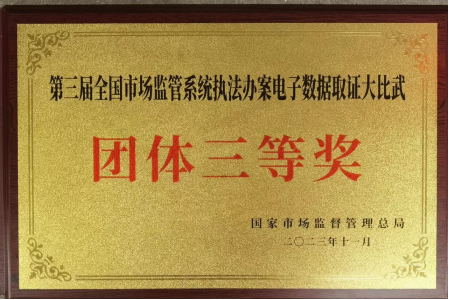 第三届全国市场监管系统执法办案电子数据取证大比武
团体三等奖
国家市场监督管理总局
二〇二三年十一月